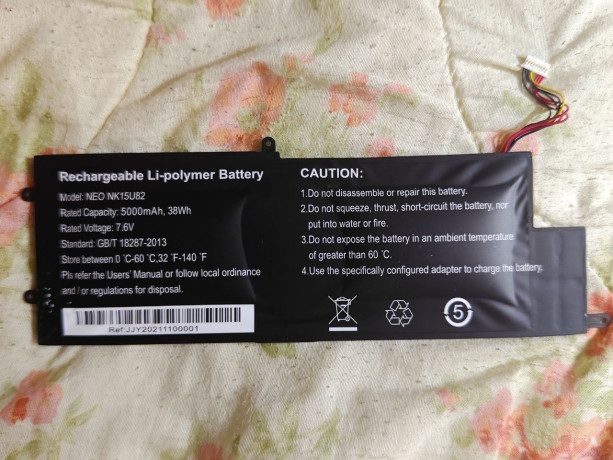 Rechargeable Li-polymer Battery
Model: NEO NK15U82
Rated Capacity: 5000mAh, 38Wh
Rated Voltage: 7.6V
Standard: GB/T 18287-2013
Store between 0 °C-60 °C,32 °F-140 °F
Pls refer the Users' Manual or follow local ordinance
and / or regulations for disposal.
Ref:JJY20211100001
CAUTION:
1.Do not disassemble or repair this battery.
2.Do not squeeze, thrust, short-circuit the battery, nor
put into water or fire.
3.Do not expose the battery in an ambient temperature
of greater than 60 °C.
4.Use the specifically configured adapter to charge the battery.
5